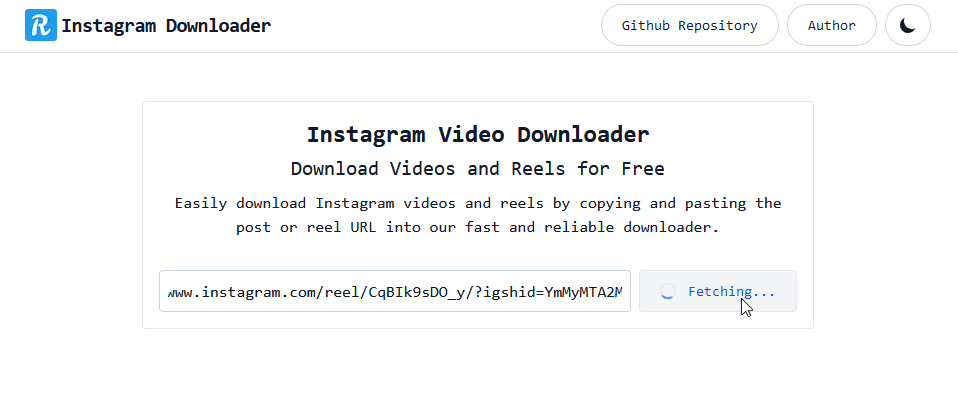 R Instagram Downloader
Github Repository
Author
Instagram Video Downloader
Download Videos and Reels for Free
Easily download Instagram videos and reels by copying and pasting the
post or reel URL into our fast and reliable downloader.
www.instagram.com/reel/CqBIk9sDO_y/?igshid=YmMyMTA2M
Fetching...